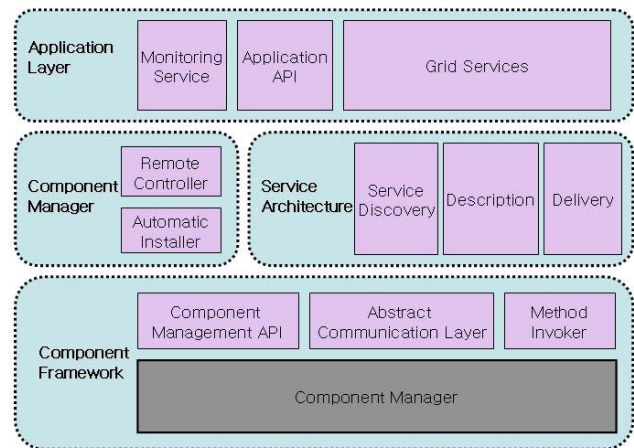 Application
Layer
Monitoring
Service
Application
API
Grid Services
Component
Manager
Remote
Controller
Automatic
Installer
Service
Architecture
Service
Discovery
Description
Delivery
Component
Framework
Component
Management API
Abstract
Communication Layer
Method
Invoker
Component Manager